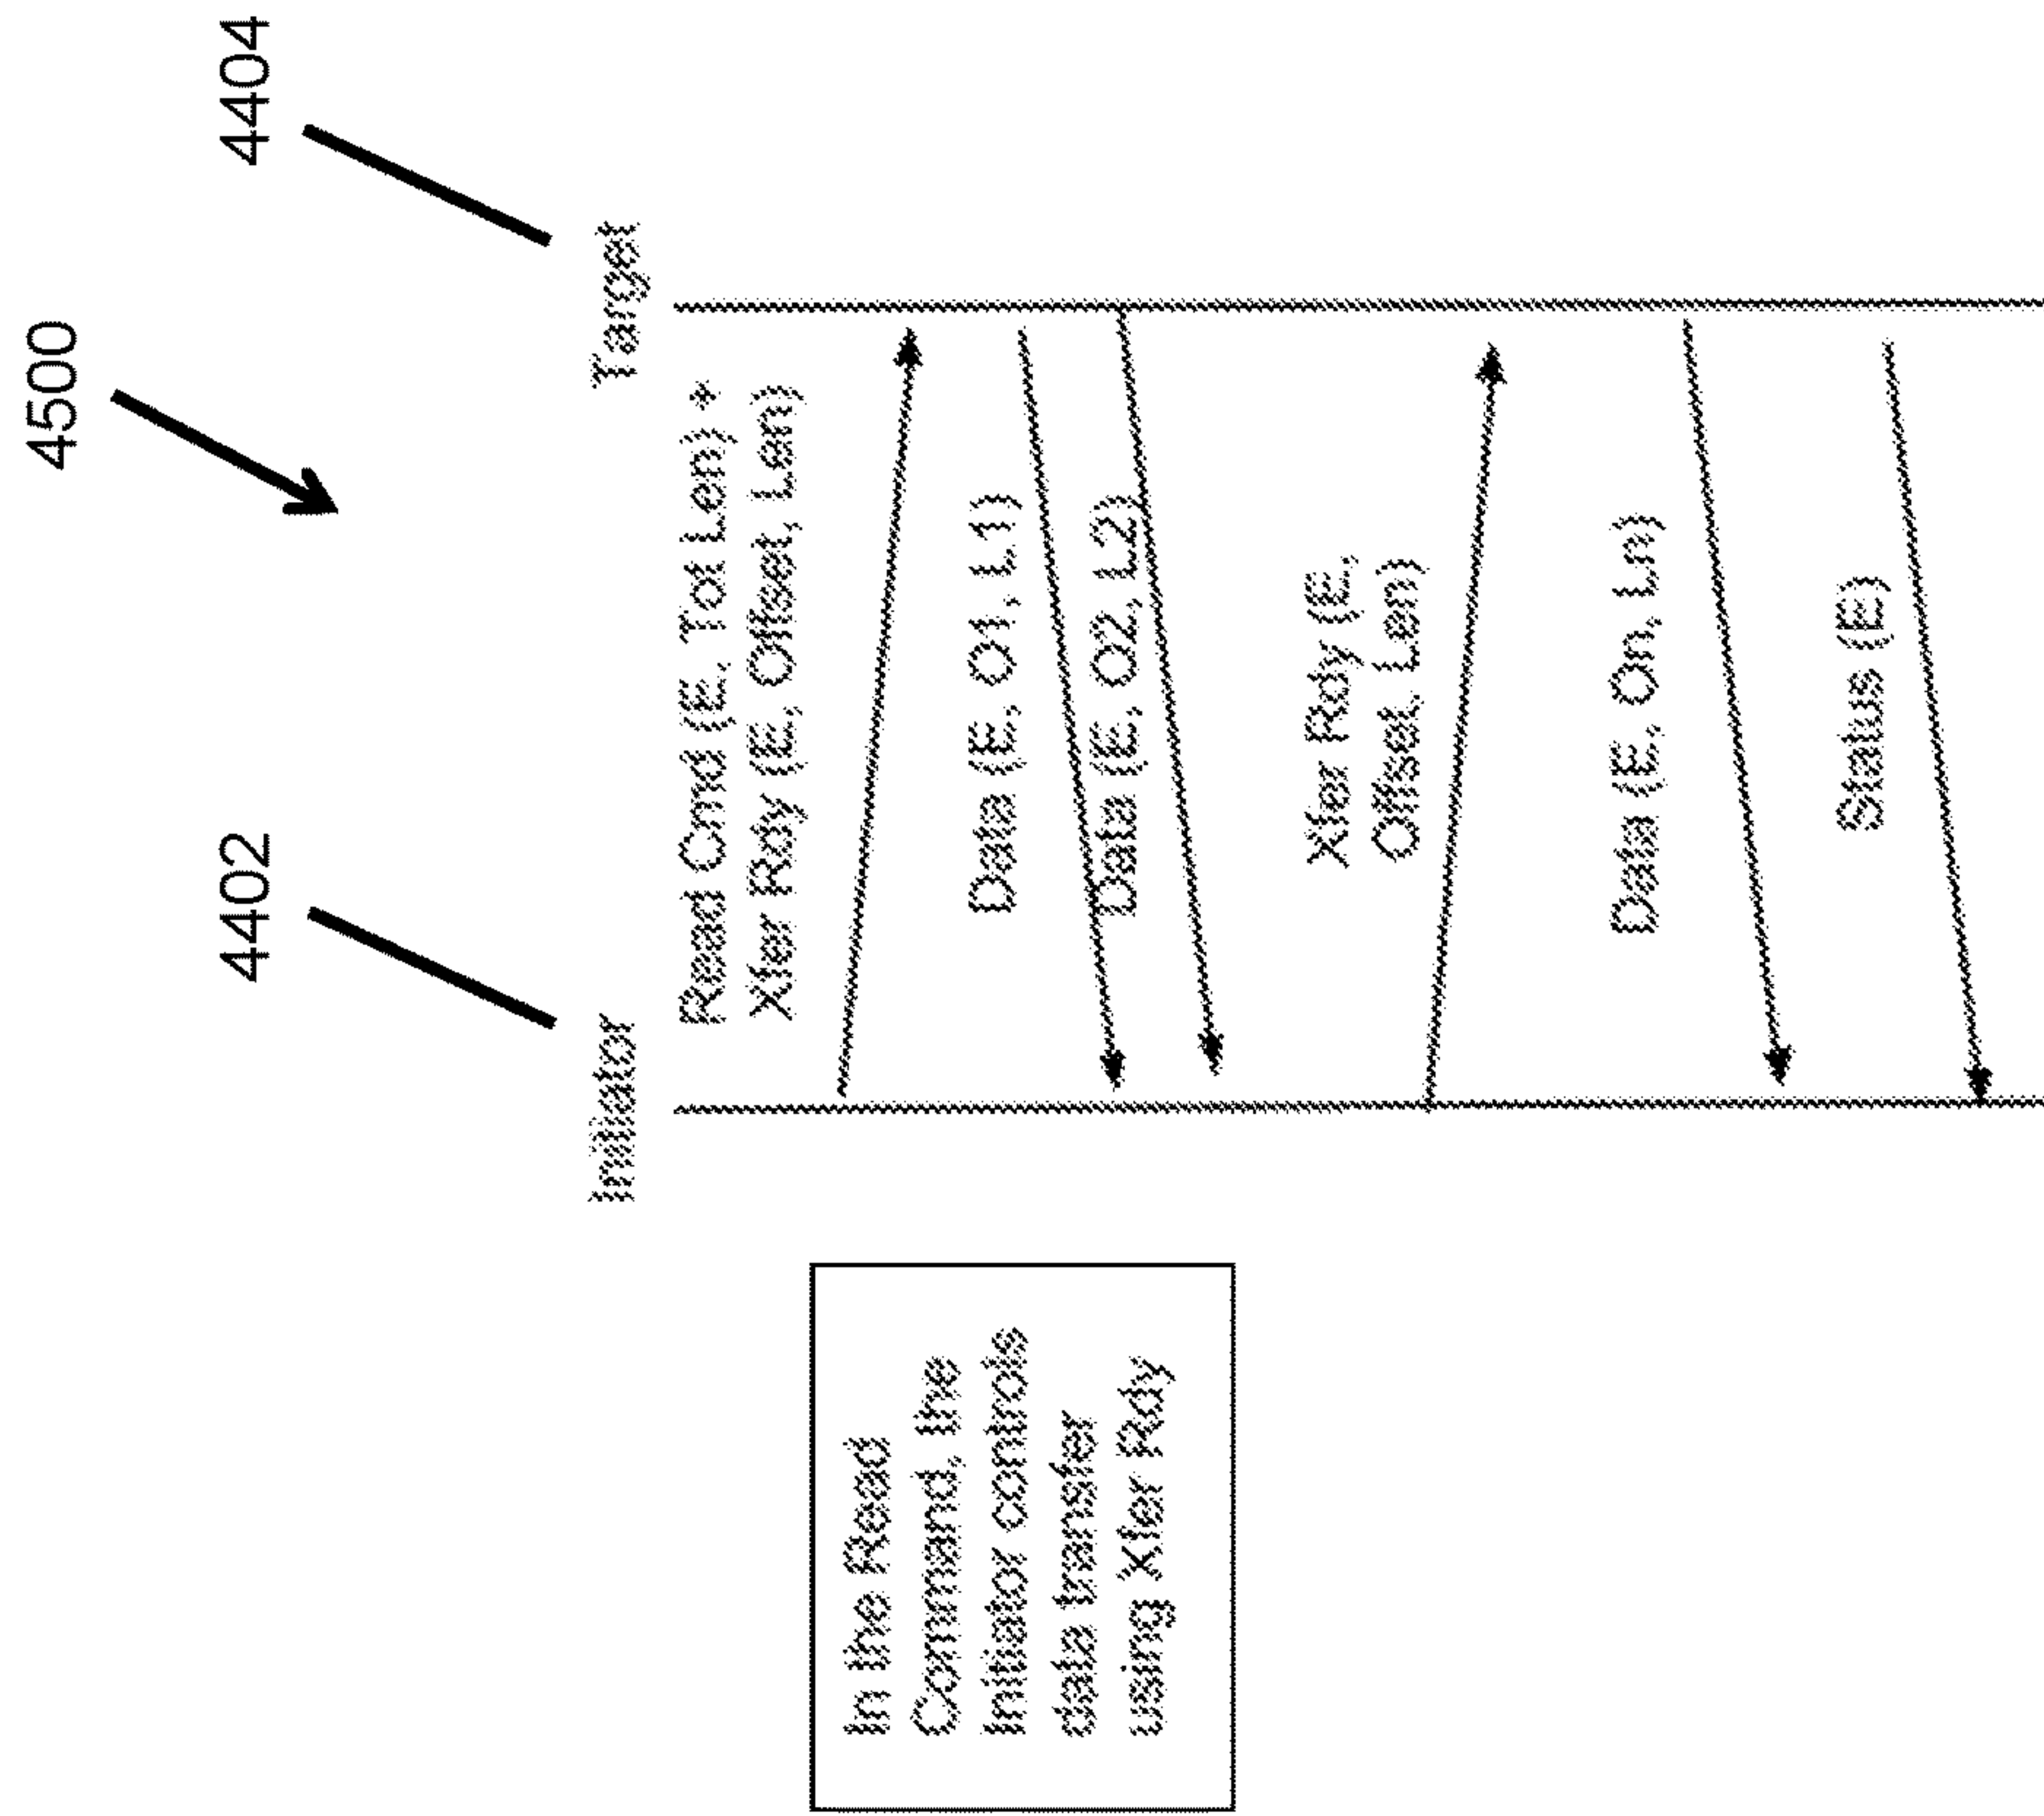 4500
4402
4404
Initiator
Target
Read Cmd (E, Tot Len) +
Xfer Rdy (E, Offset, Len)
Data (E, O1, L1)
Data (E, O2, L2)
Xfer Rdy (E,
Offset, Len)
Data (E, On, Lm)
Status (E)
In the Read
Command, the
Initiator controls
data transfer
using Xfer Rdy